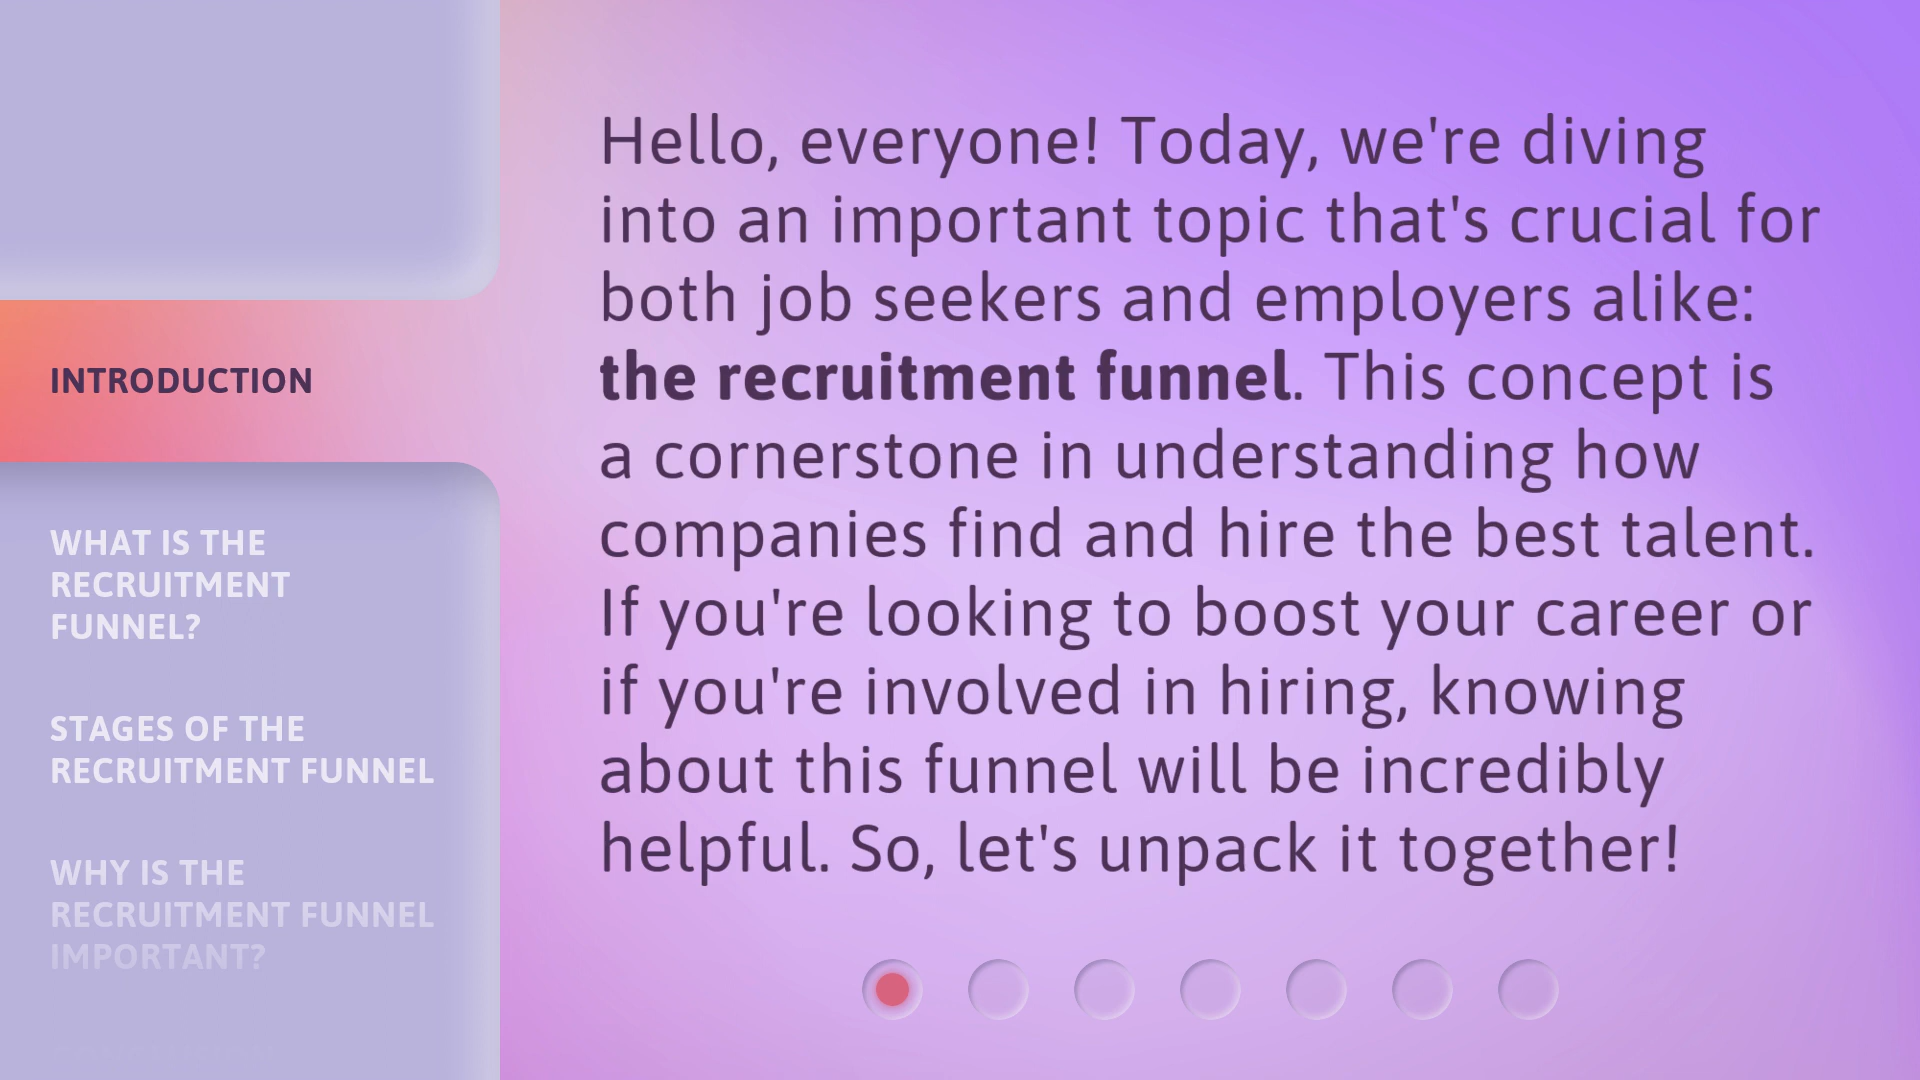 INTRODUCTION
WHAT IS THE
RECRUITMENT
FUNNEL?
STAGES OF THE
RECRUITMENT FUNNEL
WHY IS THE
RECRUITMENT FUNNEL
IMPORTANT?
Hello, everyone! Today, we're diving
into an important topic that's crucial for
both job seekers and employers alike:
the recruitment funnel. This concept is
a cornerstone in understanding how
companies find and hire the best talent.
If you're looking to boost your career or
if you're involved in hiring, knowing
about this funnel will be incredibly
helpful. So, let's unpack it together!